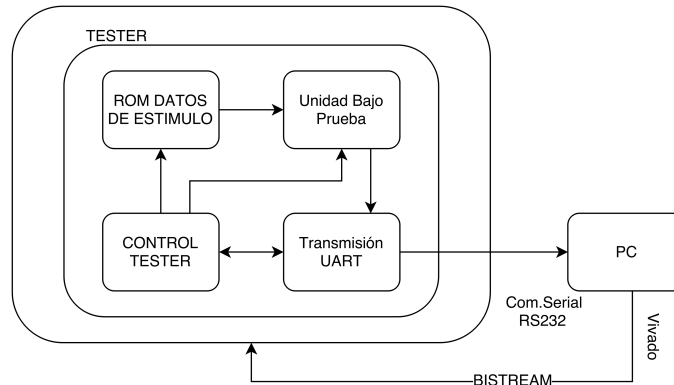 TESTER
ROM DATOS
DE ESTIMULO
Unidad Bajo
Prueba
CONTROL
TESTER
Transmisión
UART
PC
Com.Serial
RS232
Vivado
BISTREAM